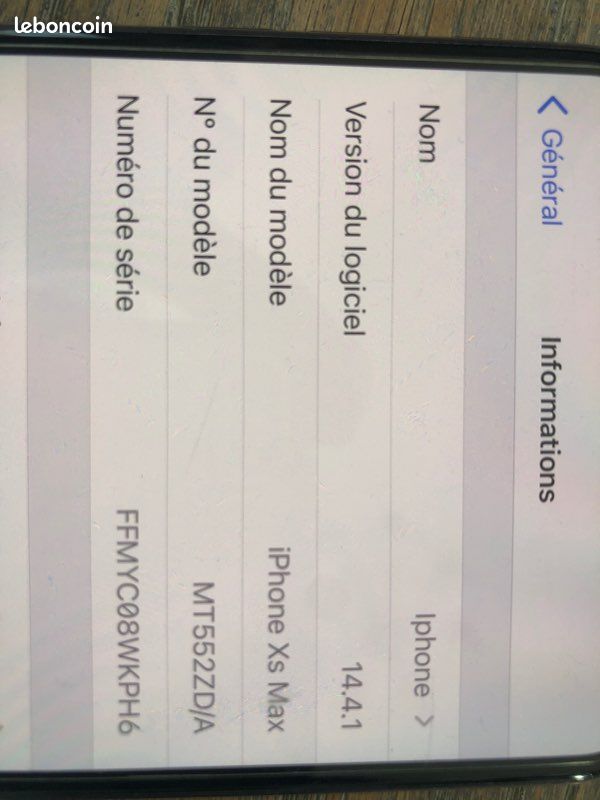 leboncoin
Général
Informations
Nom Iphone
Version du logiciel 14.4.1
Nom du modèle iPhone Xs Max
N° du modèle MT552ZD/A
Numéro de série FFMYC08WKPH6